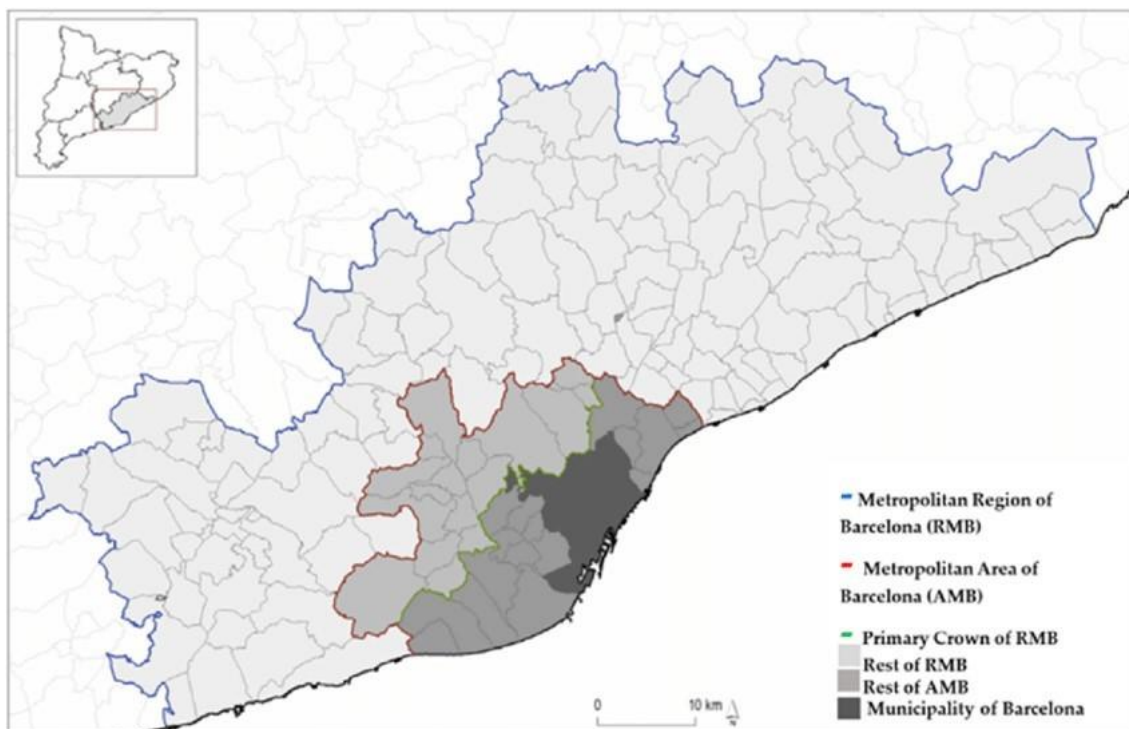 Metropolitan Region of
Barcelona (RMB)
Metropolitan Area of
Barcelona (AMB)
Primary Crown of RMB
Rest of RMB
Rest of AMB
Municipality of Barcelona
0 10 km